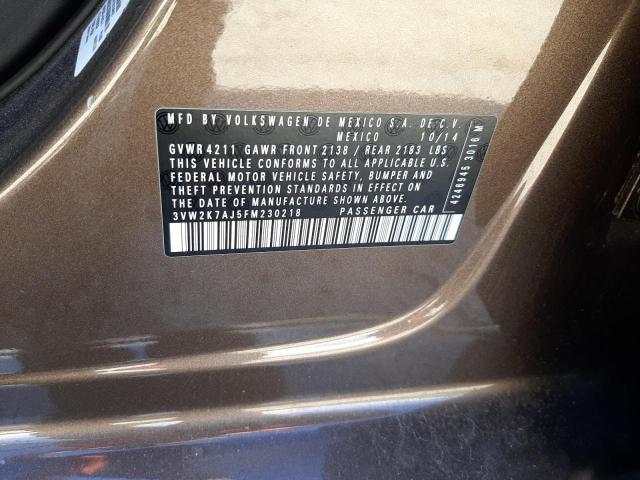 MFD BY VOLKSWAGEN DE MEXICO S.A. DE C.V.
MEXICO 10/14
GVWR 4211 GAWR FRONT 2138 / REAR 2183 LBS
THIS VEHICLE CONFORMS TO ALL APPLICABLE U.S.
FEDERAL MOTOR VEHICLE SAFETY, BUMPER AND
THEFT PREVENTION STANDARDS IN EFFECT ON
THE DATE OF MANUFACTURE SHOWN ABOVE
3VW2K7AJ5FM230218 PASSENGER CAR
4246945 3010 M